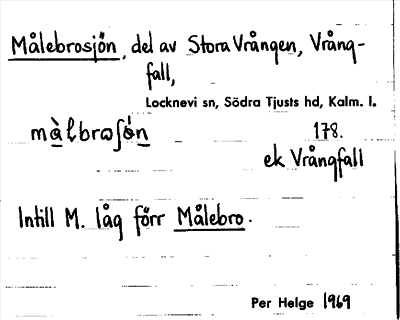 Målebrosjön, del av Stora Vrången, Vrång-
fall,
Locknevi sn, Södra Tjusts hd, Kalm. l.
mὰlbroʃón 178.
ek Vrångfall
Intill M. låg förr Målebro.
Per Helge 1969